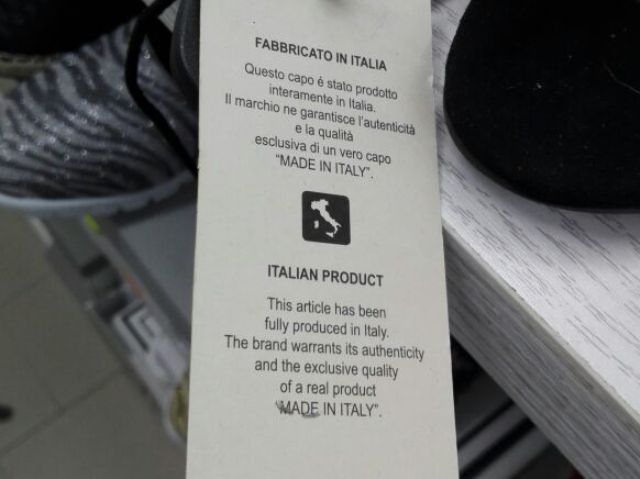 FABBRICATO IN ITALIA
Questo capo é stato prodotto
interamente in Italia.
Il marchio ne garantisce l'autenticità
e la qualità
esclusiva di un vero capo
"MADE IN ITALY".
ITALIAN PRODUCT
This article has been
fully produced in Italy.
The brand warrants its authenticity
and the exclusive quality
of a real product
"MADE IN ITALY".